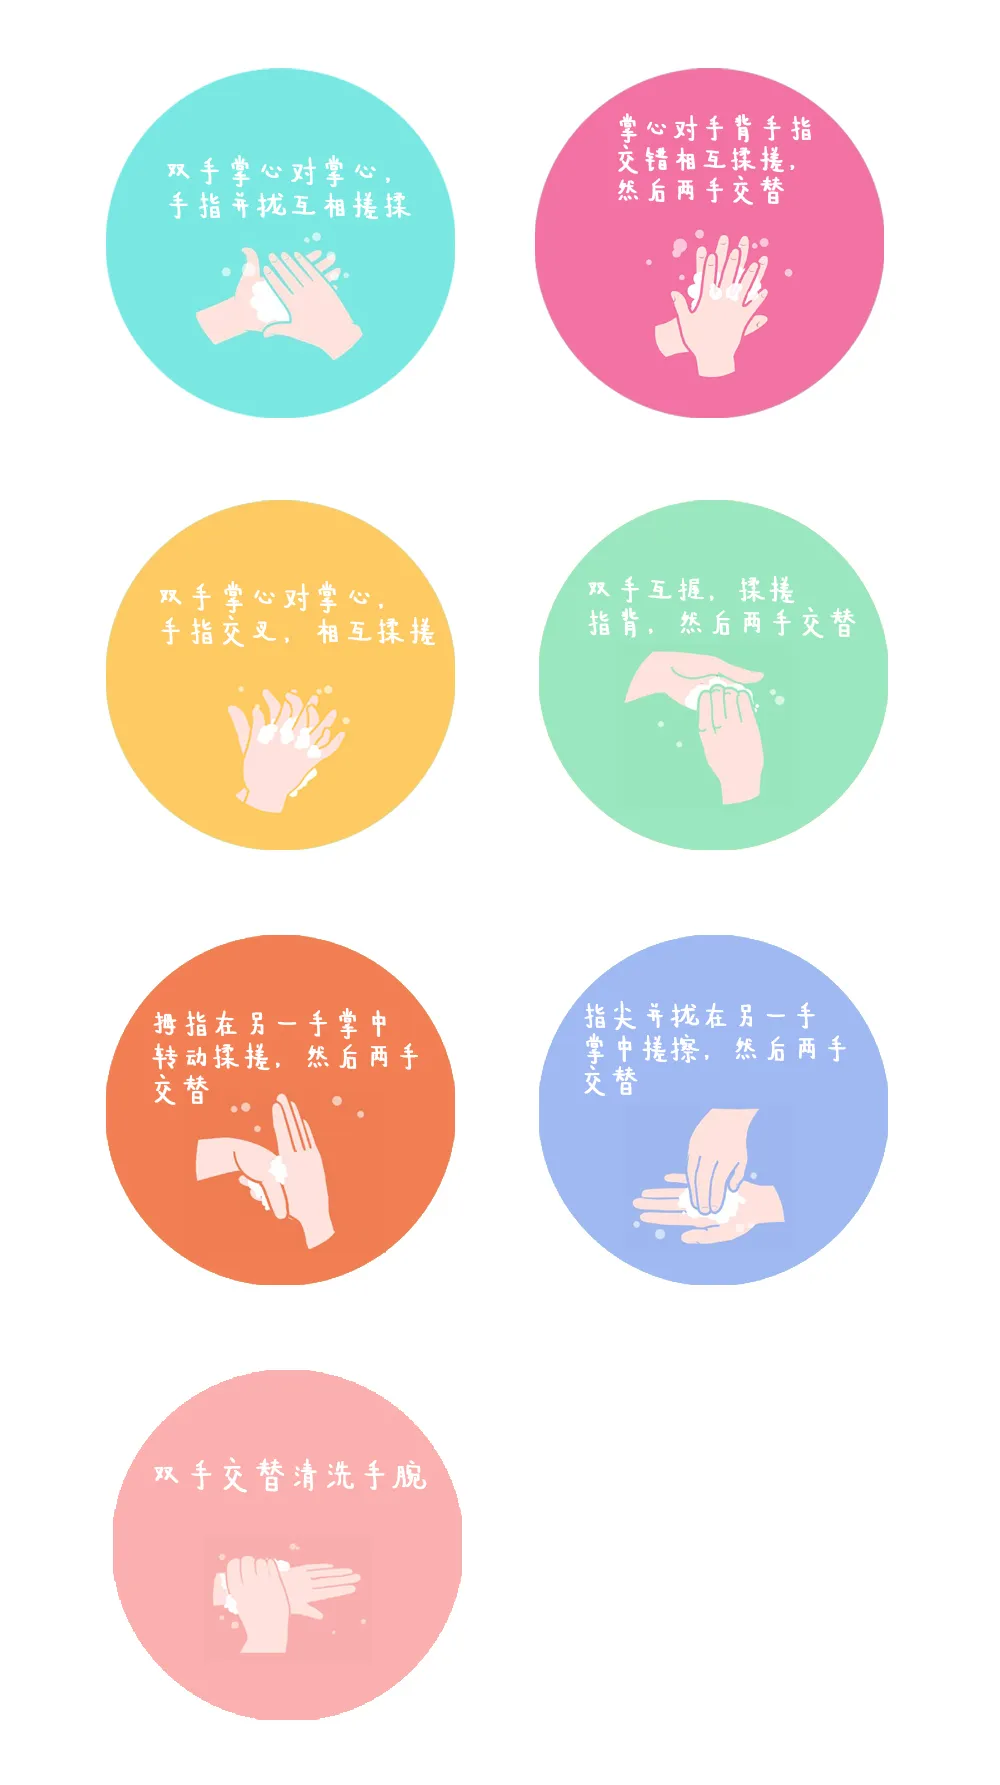 双手掌心对掌心，
手指并拢互相搓揉
掌心对手背手指
交错相互揉搓，
然后两手交替
双手掌心对掌心，
手指交叉，相互揉搓
双手互握，揉搓
指背，然后两手交替
拇指在另一手掌中
转动揉搓，然后两手
交替
指尖并拢在另一手
掌中搓擦，然后两手
交替
双手交替清洗手腕